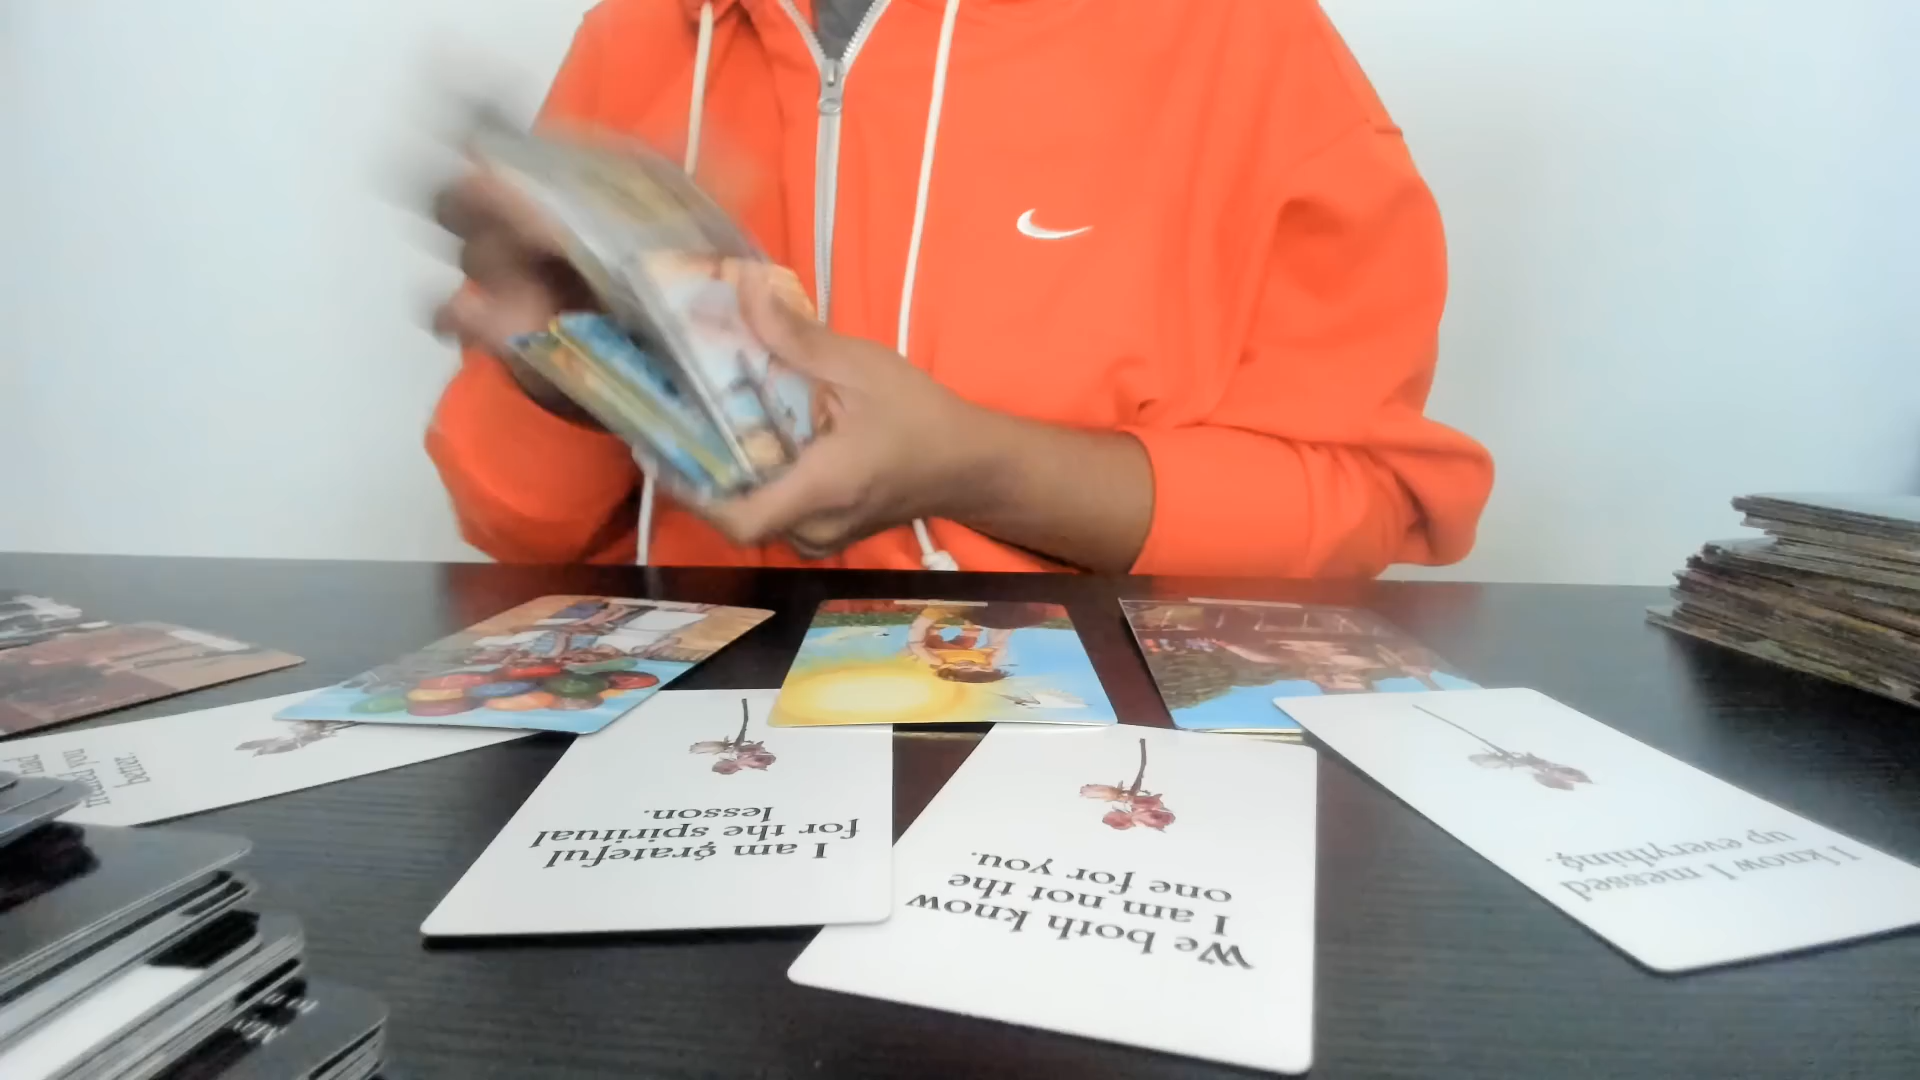 I am grateful
for the spiritual
lesson.
We both know
I am not the
one for you.
I know I messed
up everything.
better.